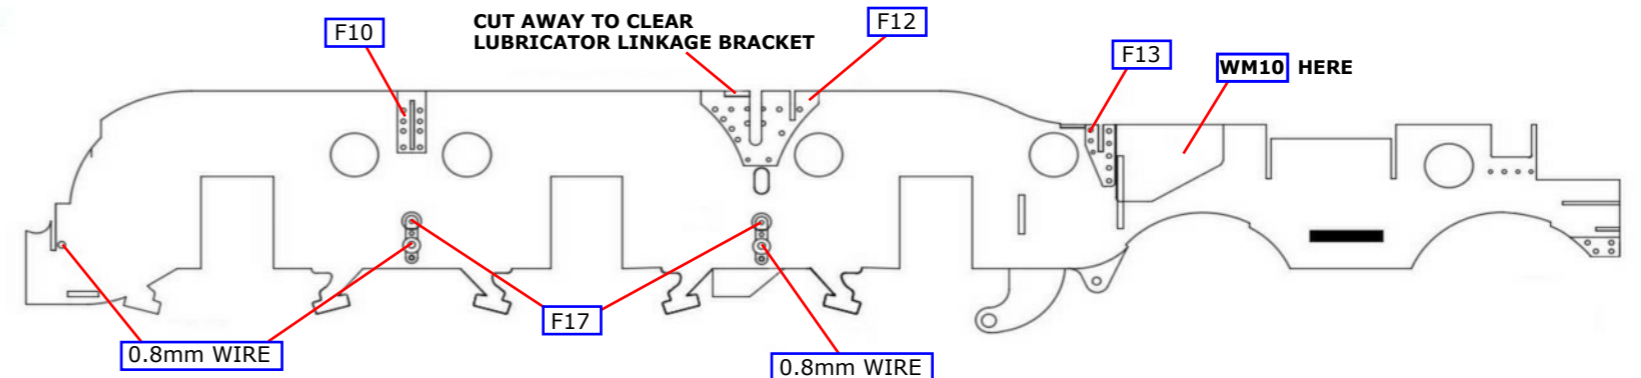 F10
CUT AWAY TO CLEAR
LUBRICATOR LINKAGE BRACKET
F12
F13
WM10 HERE
F17
0.8mm WIRE
0.8mm WIRE